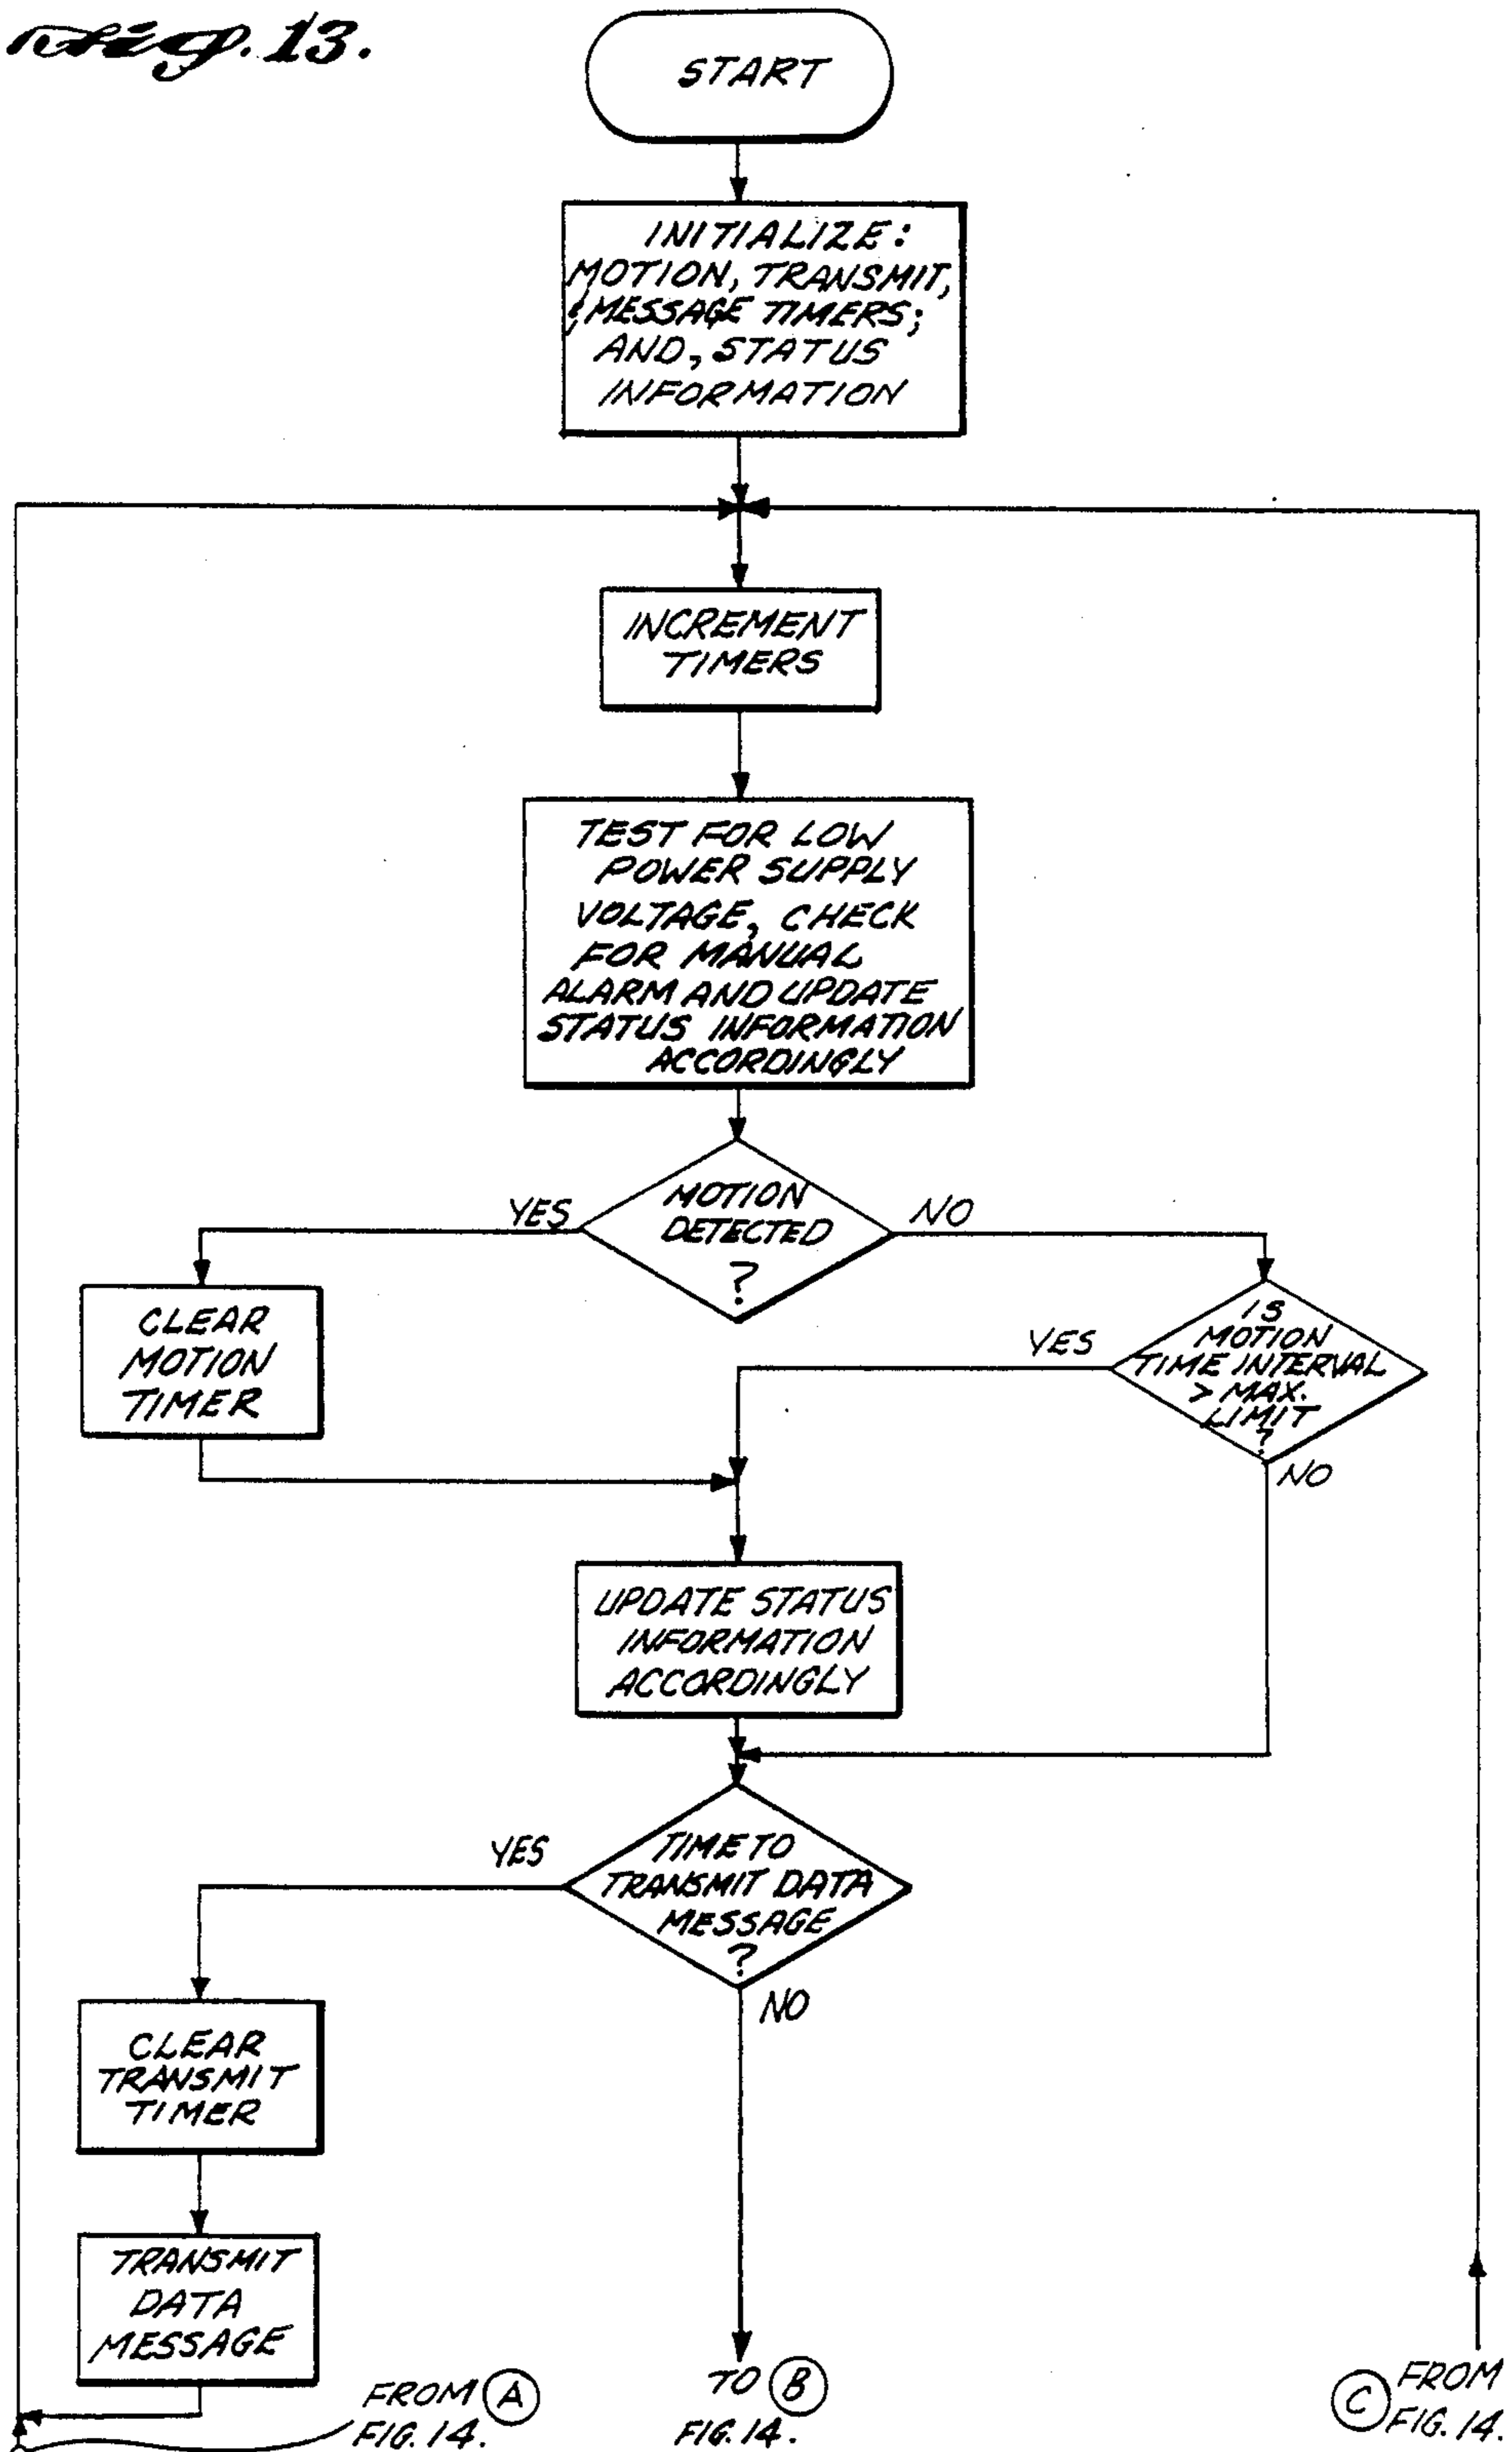 Fig. 13.
START
INITIALIZE:
MOTION, TRANSMIT,
& MESSAGE TIMERS;
AND, STATUS
INFORMATION
INCREMENT
TIMERS
TEST FOR LOW
POWER SUPPLY
VOLTAGE, CHECK
FOR MANUAL
ALARM AND UPDATE
STATUS INFORMATION
ACCORDINGLY
MOTION
DETECTED
?
YES
NO
CLEAR
MOTION
TIMER
IS
MOTION
TIME INTERVAL
> MAX.
LIMIT
?
YES
NO
UPDATE STATUS
INFORMATION
ACCORDINGLY
TIME TO
TRANSMIT DATA
MESSAGE
?
YES
NO
CLEAR
TRANSMIT
TIMER
TRANSMIT
DATA
MESSAGE
FROM A
FIG. 14.
TO B
FIG. 14.
C FROM
FIG. 14.